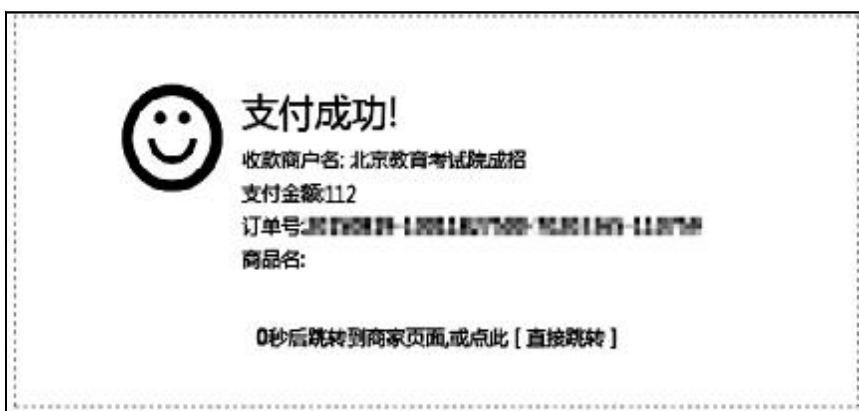 支付成功!
收款商户名: 北京教育考试院成招
支付金额:112
订单号:
商品名:
0秒后跳转到商家页面,或点此 [ 直接跳转 ]